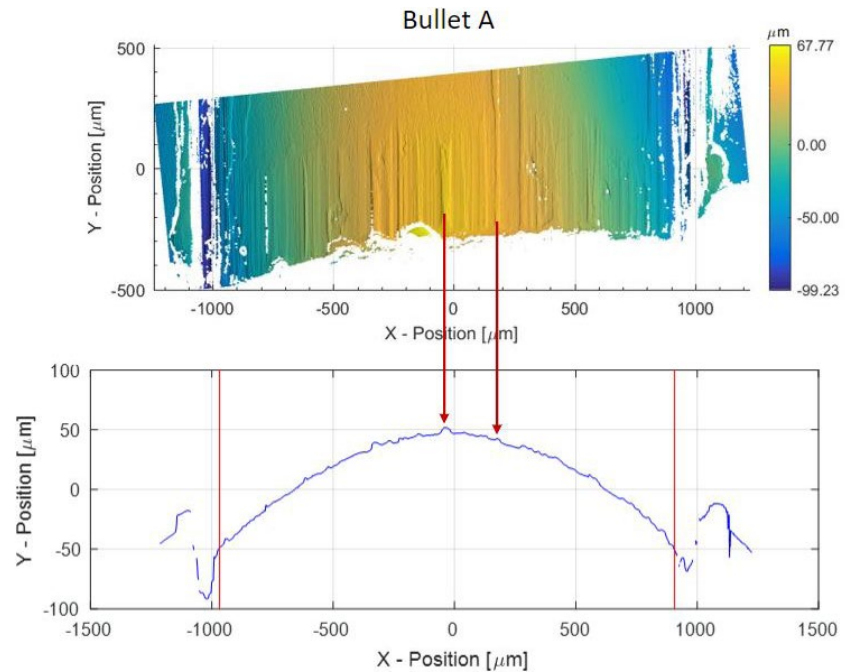 Bullet A
μm
500
67.77
0
0.00
-50.00
-500
-99.23
Y - Position [μm]
-1000 -500 0 500 1000
X - Position [μm]
100
50
0
-50
-100
Y - Position [μm]
-1500 -1000 -500 0 500 1000 1500
X - Position [μm]